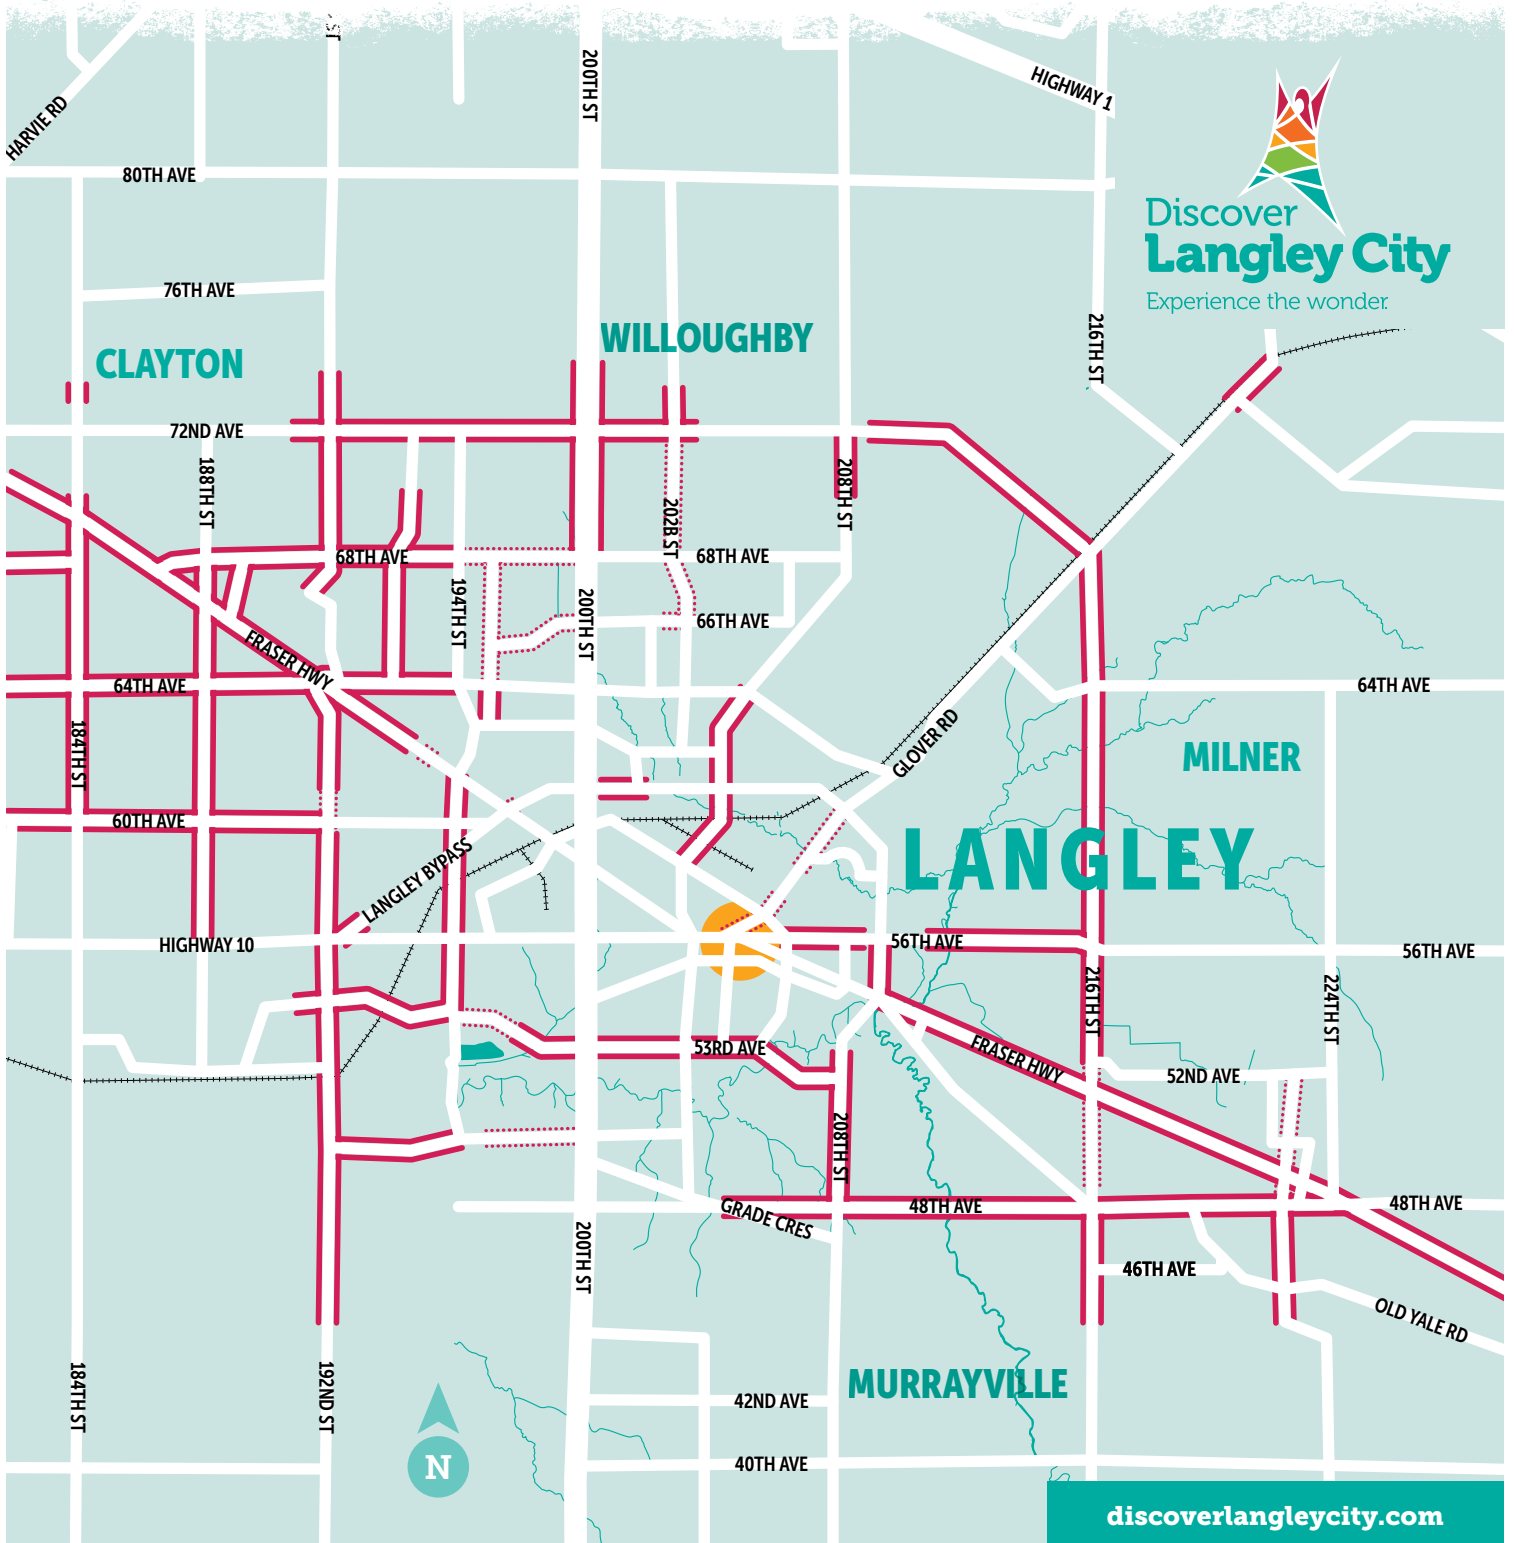 ST
200TH ST
HIGHWAY 1
HARVIE RD
80TH AVE
Discover
Langley City
Experience the wonder.
76TH AVE
216TH ST
WILLOUGHBY
CLAYTON
72ND AVE
188TH ST
208TH ST
202B ST
68TH AVE
68TH AVE
194TH ST
200TH ST
66TH AVE
FRASER HWY
64TH AVE
64TH AVE
184TH ST
GLOVER RD
MILNER
60TH AVE
LANGLEY BYPASS
LANGLEY
HIGHWAY 10
56TH AVE
56TH AVE
216TH ST
224TH ST
53RD AVE
FRASER HWY
52ND AVE
208TH ST
GRADE CRES
48TH AVE
48TH AVE
200TH ST
46TH AVE
OLD YALE RD
184TH ST
192ND ST
MURRAYVILLE
42ND AVE
40TH AVE
N
discoverlangleycity.com